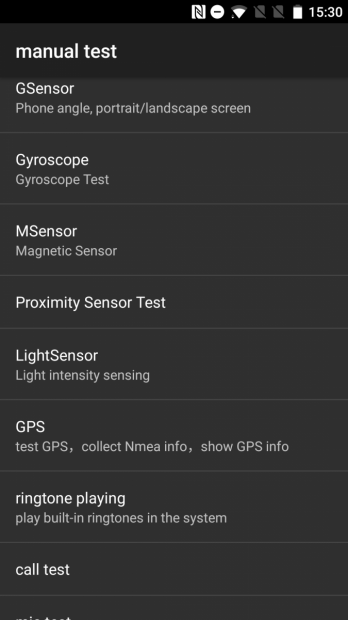 15:30
manual test
GSensor
Phone angle, portrait/landscape screen
Gyroscope
Gyroscope Test
MSensor
Magnetic Sensor
Proximity Sensor Test
LightSensor
Light intensity sensing
GPS
test GPS，collect Nmea info，show GPS info
ringtone playing
play built-in ringtones in the system
call test
mic test